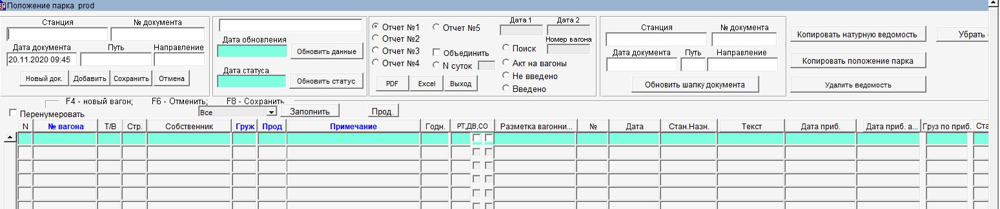 Положение парка prod
Станция
№ документа
Дата документа
Путь
Направление
20.11.2020 09:45
Новый док.
Добавить
Сохранить
Отмена
Дата обновления
Обновить данные
Дата статуса
Обновить статус
Отчет №1
Отчет №2
Отчет №3
Отчет №4
Отчет №5
Объединить
N суток
PDF
Excel
Выход
Дата 1
Дата 2
Номер вагона
Поиск
Акт на вагоны
Не введено
Введено
Станция
№ документа
Дата документа
Путь
Направление
Обновить шапку документа
Копировать натурную ведомость
Копировать положение парка
Удалить ведомость
Убрать
F4 - новый вагон; F6 - Отменить; F8 - Сохранить
Перенумеровать
Все
Заполнить
Прод.
N № вагона Т/В Стр. Собственник Груж Прод Примечание Годн. РТ,ДВ,СО Разметка вагонни... № Дата Стан.Назн. Текст Дата приб. Дата приб. а... Груз по приб. Ста